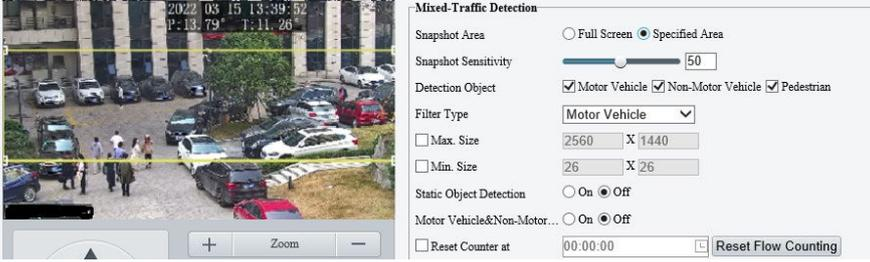 2022 03 15 13:39:52
P:13.79° T:11.26°
Zoom
Mixed-Traffic Detection
Snapshot Area Full Screen Specified Area
Snapshot Sensitivity 50
Detection Object Motor Vehicle Non-Motor Vehicle Pedestrian
Filter Type Motor Vehicle
Max. Size 2560 X 1440
Min. Size 26 X 26
Static Object Detection On Off
Motor Vehicle&Non-Motor... On Off
Reset Counter at 00:00:00 Reset Flow Counting